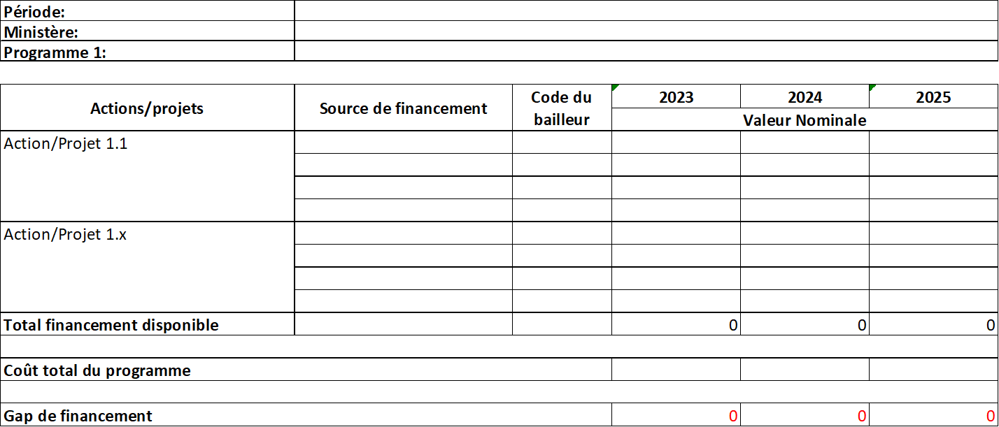 Période:
Ministère:
Programme 1:
Actions/projets
Source de financement
Code du
bailleur
2023
2024
2025
Valeur Nominale
Action/Projet 1.1
Action/Projet 1.x
Total financement disponible
0
0
0
Coût total du programme
Gap de financement
0
0
0